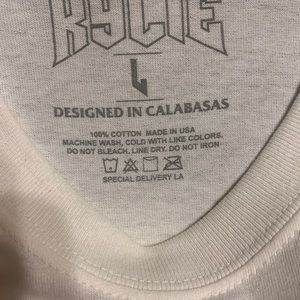 KYLIE
L
DESIGNED IN CALABASAS
100% COTTON MADE IN USA
MACHINE WASH, COLD WITH LIKE COLORS.
DO NOT BLEACH. LINE DRY. DO NOT IRON
SPECIAL DELIVERY LA